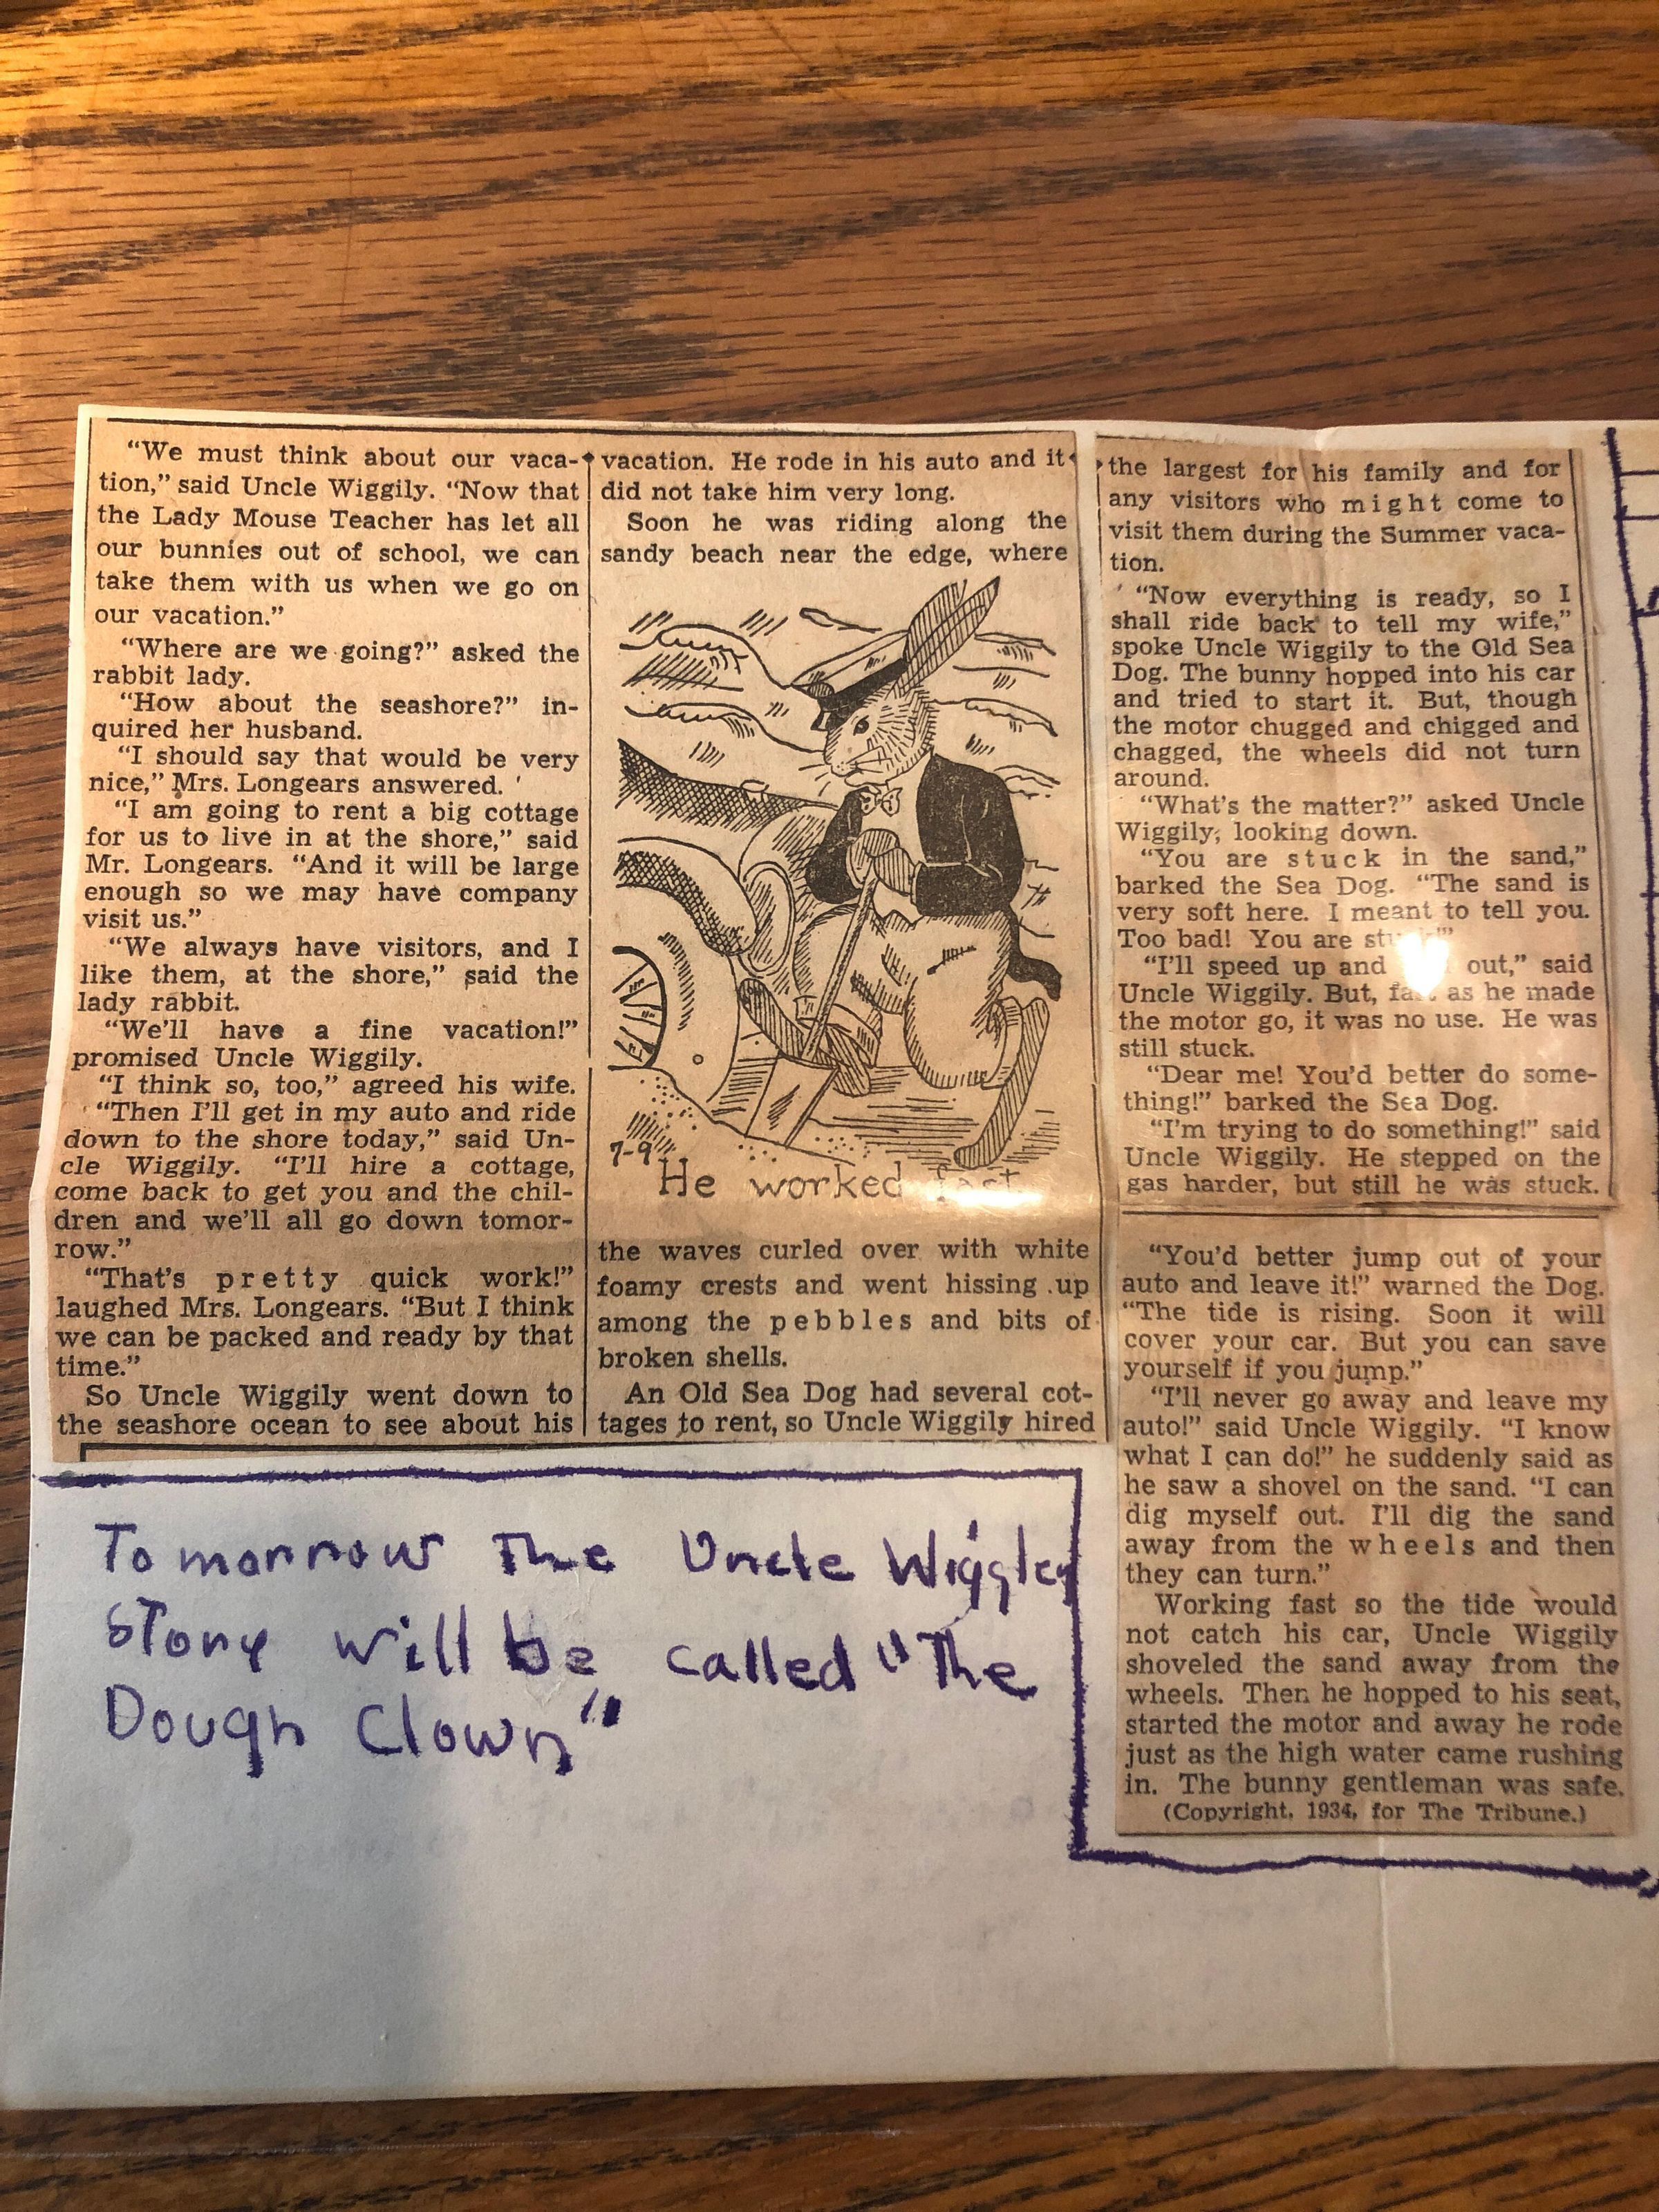 “We must think about our vaca-
tion,” said Uncle Wiggily. “Now that
the Lady Mouse Teacher has let all
our bunnies out of school, we can
take them with us when we go on
our vacation.”
“Where are we going?” asked the
rabbit lady.
“How about the seashore?” in-
quired her husband.
“I should say that would be very
nice,” Mrs. Longears answered.
“I am going to rent a big cottage
for us to live in at the shore,” said
Mr. Longears. “And it will be large
enough so we may have company
visit us.”
“We always have visitors, and I
like them, at the shore,” said the
lady rabbit.
“We’ll have a fine vacation!”
promised Uncle Wiggily.
“I think so, too,” agreed his wife.
“Then I’ll get in my auto and ride
down to the shore today,” said Un-
cle Wiggily. “I’ll hire a cottage,
come back to get you and the chil-
dren and we’ll all go down tomor-
row.”
“That’s pretty quick work!”
laughed Mrs. Longears. “But I think
we can be packed and ready by that
time.”
So Uncle Wiggily went down to
the seashore ocean to see about his
vacation. He rode in his auto and it
did not take him very long.
Soon he was riding along the
sandy beach near the edge, where
7-9
He worked fast
the waves curled over with white
foamy crests and went hissing up
among the pebbles and bits of
broken shells.
An Old Sea Dog had several cot-
tages to rent, so Uncle Wiggily hired
the largest for his family and for
any visitors who might come to
visit them during the Summer vaca-
tion.
“Now everything is ready, so I
shall ride back to tell my wife,”
spoke Uncle Wiggily to the Old Sea
Dog. The bunny hopped into his car
and tried to start it. But, though
the motor chugged and chigged and
chagged, the wheels did not turn
around.
“What’s the matter?” asked Uncle
Wiggily, looking down.
“You are stuck in the sand,”
barked the Sea Dog. “The sand is
very soft here. I meant to tell you.
Too bad! You are
“I’ll speed up and out,” said
Uncle Wiggily. But, fast as he made
the motor go, it was no use. He was
still stuck.
“Dear me! You’d better do some-
thing!” barked the Sea Dog.
“I’m trying to do something!” said
Uncle Wiggily. He stepped on the
gas harder, but still he was stuck.
“You’d better jump out of your
auto and leave it!” warned the Dog.
“The tide is rising. Soon it will
cover your car. But you can save
yourself if you jump.”
“I’ll never go away and leave my
auto!” said Uncle Wiggily. “I know
what I can do!” he suddenly said as
he saw a shovel on the sand. “I can
dig myself out. I’ll dig the sand
away from the wheels and then
they can turn.”
Working fast so the tide would
not catch his car, Uncle Wiggily
shoveled the sand away from the
wheels. Then he hopped to his seat,
started the motor and away he rode
just as the high water came rushing
in. The bunny gentleman was safe.
(Copyright, 1934, for The Tribune.)
Tomorrow The Uncle Wiggley
Story will be called "The
Dough Clown"